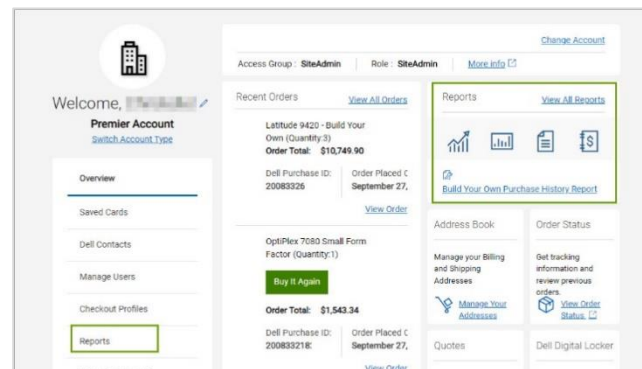 Change Account
Access Group : SiteAdmin Role : SiteAdmin More info
Welcome,
Premier Account
Switch Account Type
Overview
Saved Cards
Dell Contacts
Manage Users
Checkout Profiles
Reports
Recent Orders View All Orders
Latitude 9420 - Build Your
Own (Quantity:3)
Order Total: $10,749.90
Dell Purchase ID: Order Placed
20083326 September 27,
View Order
OptiPlex 7080 Small Form
Factor (Quantity:1)
Buy It Again
Order Total: $1,543.34
Dell Purchase ID: Order Placed
200833218: September 27,
View Order
Reports View All Reports
Build Your Own Purchase History Report
Address Book
Manage your Billing
and Shipping
Addresses
Manage Your
Addresses
Order Status
Get tracking
information and
review previous
orders.
View Order
Status
Quotes
Dell Digital Locker